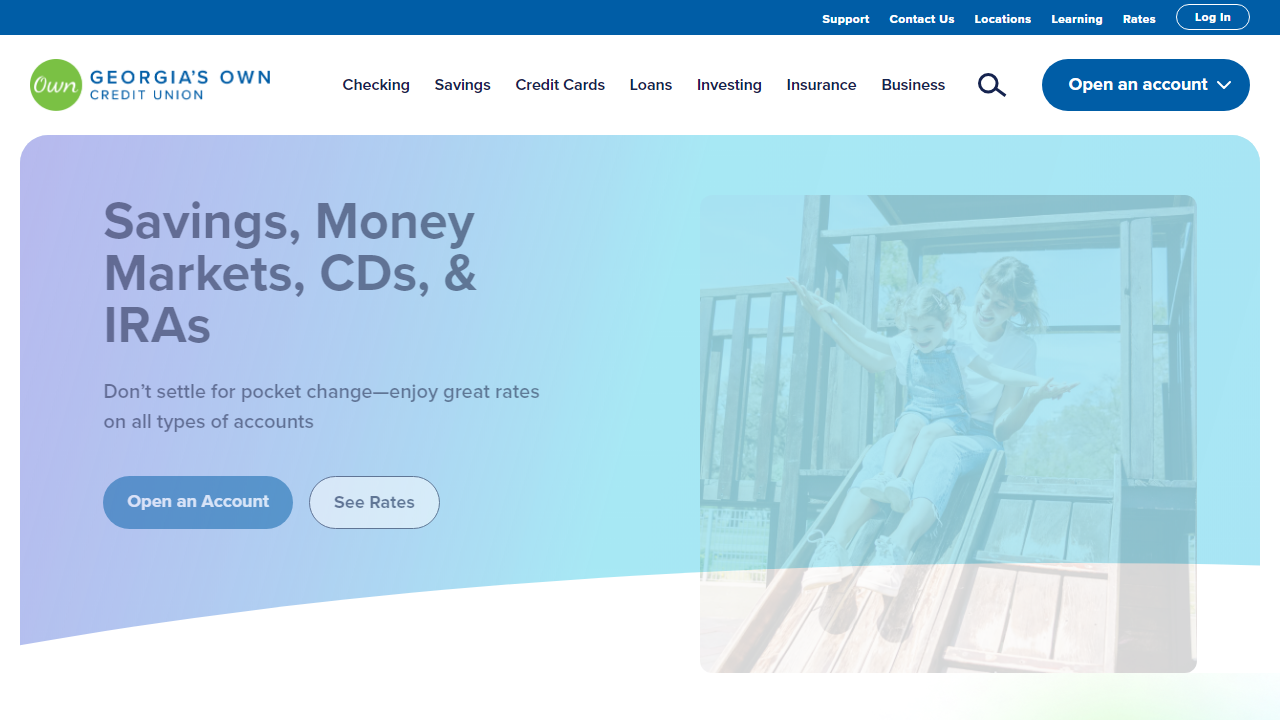 Support Contact Us Locations Learning Rates Log In
Own GEORGIA'S OWN
CREDIT UNION
Checking Savings Credit Cards Loans Investing Insurance Business Open an account
Savings, Money
Markets, CDs, &
IRAs
Don’t settle for pocket change—enjoy great rates
on all types of accounts
Open an Account See Rates